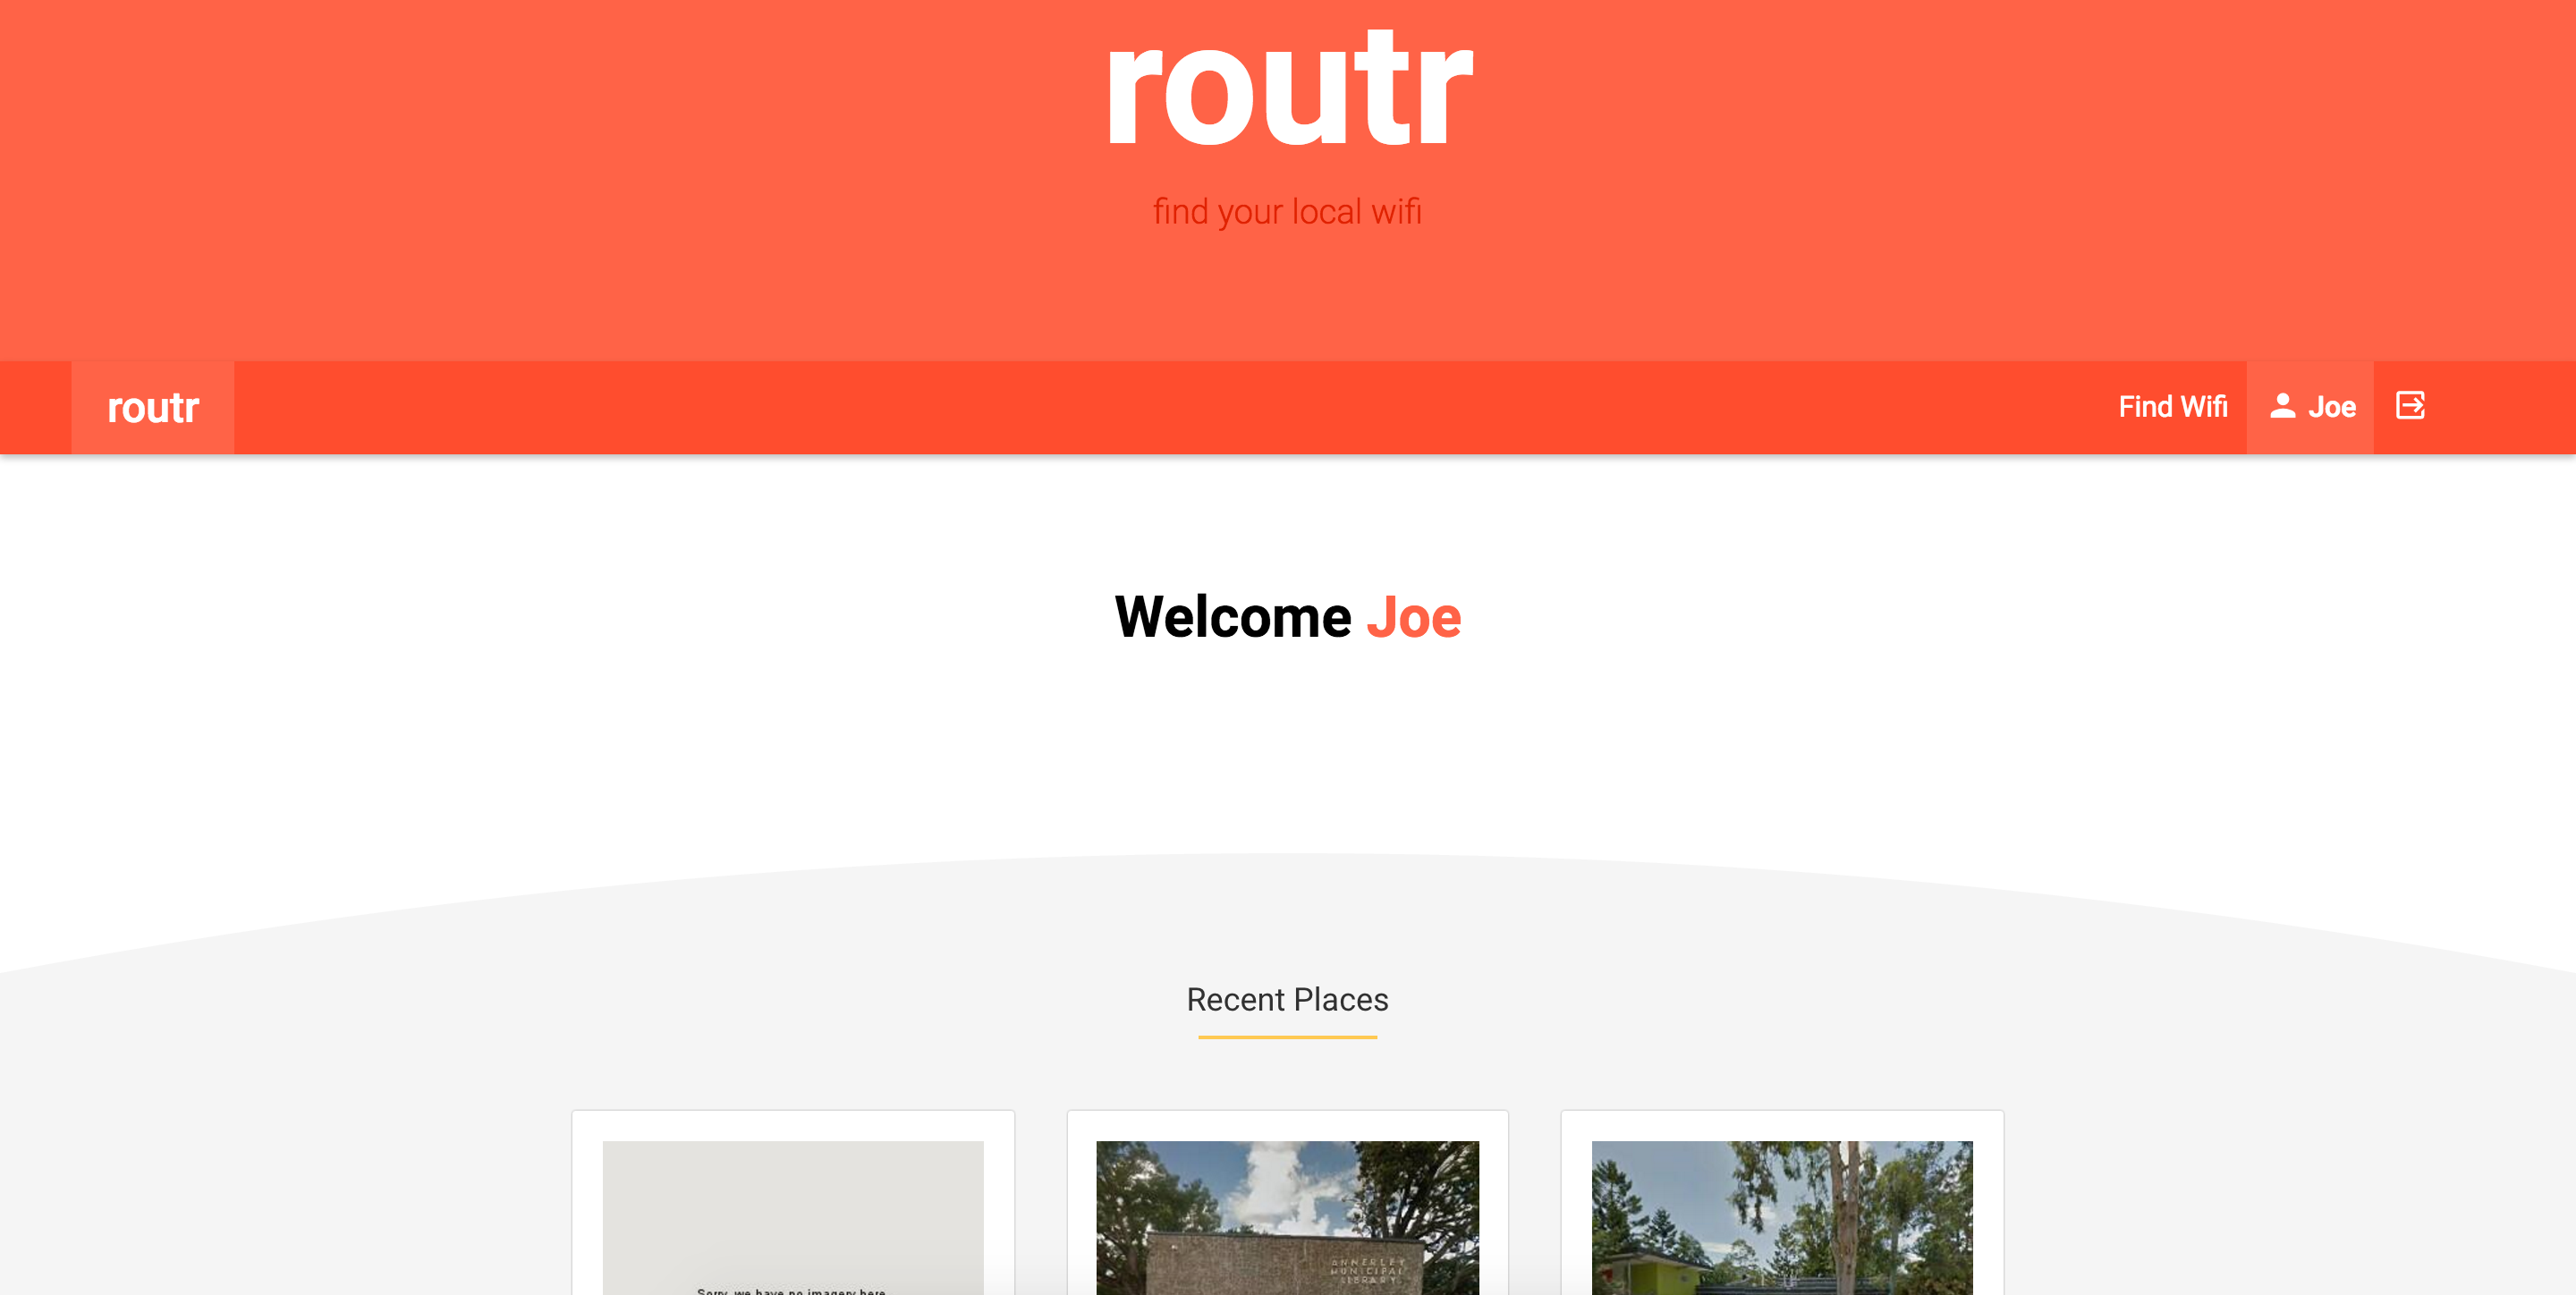 routr
find your local wifi
routr
Find Wifi
Joe
Welcome Joe
Recent Places
Sorry, we have no imagery here.
ANNERLEY
MUNICIPAL
LIBRARY